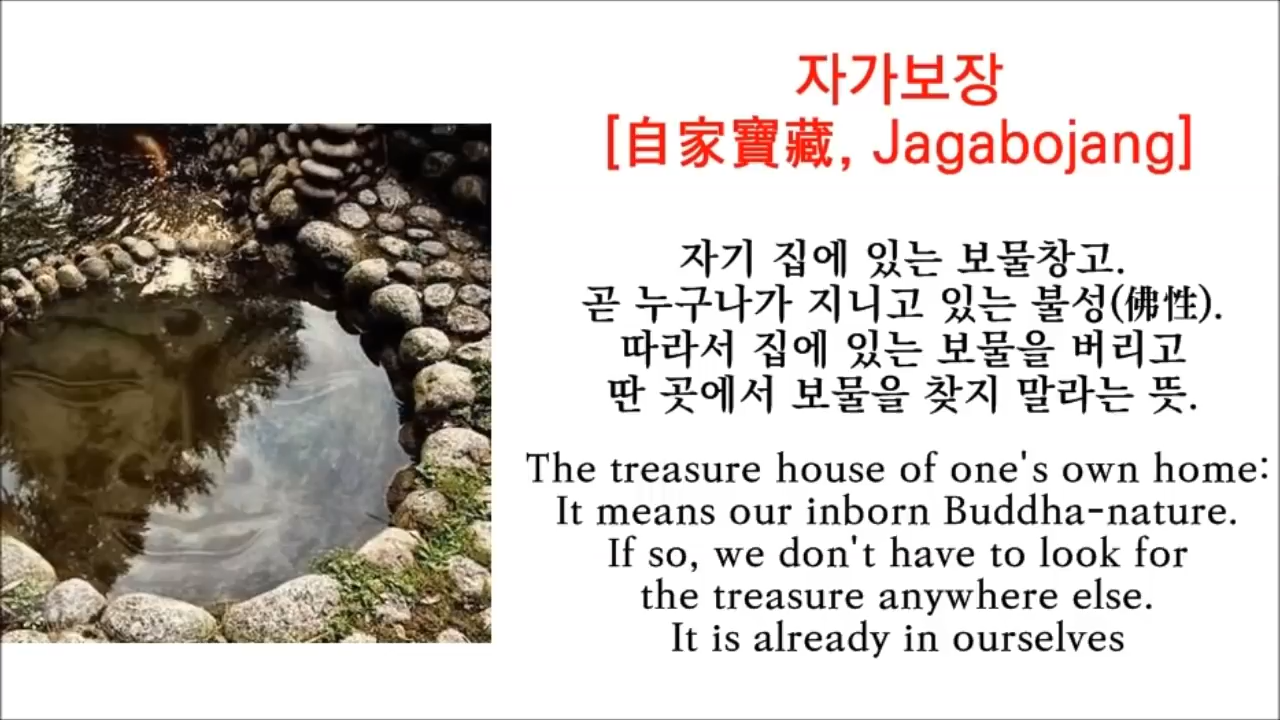 자가보장
[自家寶藏, Jagabojang]
자기 집에 있는 보물창고.
곧 누구나가 지니고 있는 불성(佛性).
따라서 집에 있는 보물을 버리고
딴 곳에서 보물을 찾지 말라는 뜻.
The treasure house of one's own home:
It means our inborn Buddha-nature.
If so, we don't have to look for
the treasure anywhere else.
It is already in ourselves